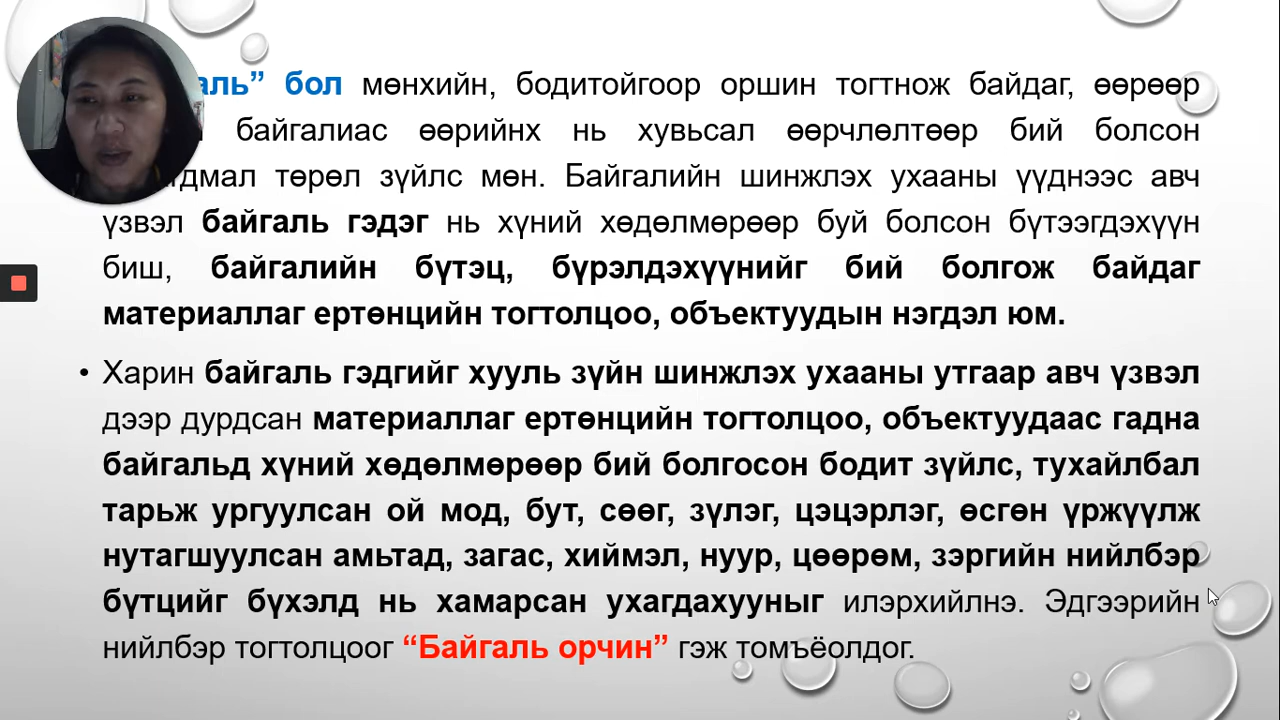 аль” бол мөнхийн, бодитойгоор оршин тогтнож байдаг, өөрөөр
байгалиас өөрийнх нь хувьсал өөрчлөлтөөр бий болсон
төрөл зүйлс мөн. Байгалийн шинжлэх ухааны үүднээс авч
үзвэл байгаль гэдэг нь хүний хөдөлмөрөөр буй болсон бүтээгдэхүүн
биш, байгалийн бүтэц, бүрэлдэхүүнийг бий болгож байдаг
материаллаг ертөнцийн тогтолцоо, объектуудын нэгдэл юм.
• Харин байгаль гэдгийг хууль зүйн шинжлэх ухааны утгаар авч үзвэл
дээр дурдсан материаллаг ертөнцийн тогтолцоо, объектуудаас гадна
байгальд хүний хөдөлмөрөөр бий болгосон бодит зүйлс, тухайлбал
тарьж ургуулсан ой мод, бут, сөөг, зүлэг, цэцэрлэг, өсгөн үржүүлж
нутагшуулсан амьтад, загас, хиймэл, нуур, цөөрөм, зэргийн нийлбэр
бүтцийг бүхэлд нь хамарсан ухагдахууныг илэрхийлнэ. Эдгээрийн
нийлбэр тогтолцоог “Байгаль орчин” гэж томъёолдог.